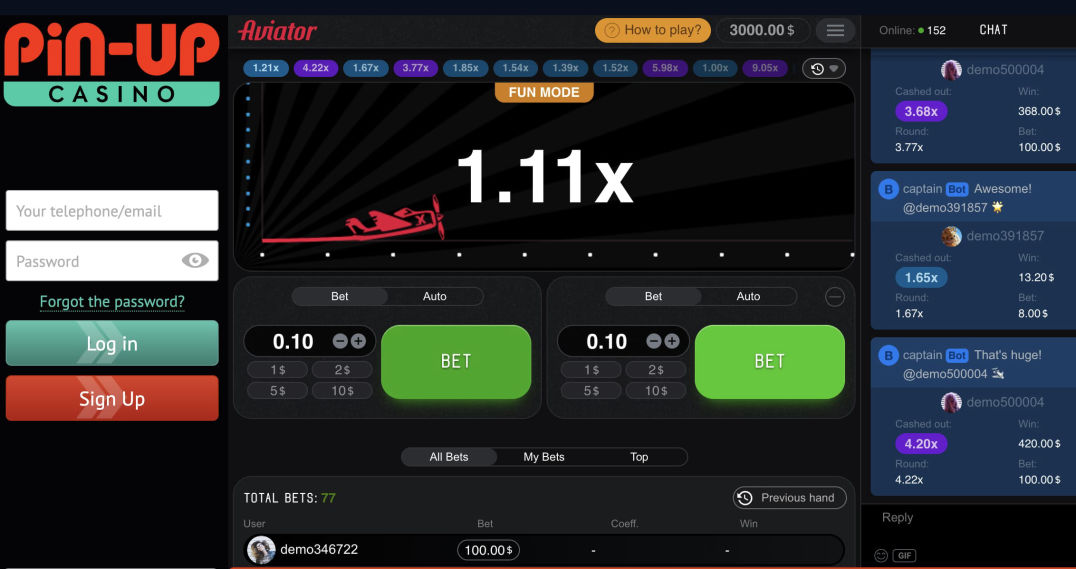 Pin-UP
CASINO
Your telephone/email
Password
Forgot the password?
Log in
Sign Up
Aviator
? How to play?
3000.00 $
1.21x 4.22x 1.67x 3.77x 1.85x 1.54x 1.39x 1.52x 5.98x 1.00x 9.05x
FUN MODE
1.11x
Bet Auto
0.10
1$ 2$
5$ 10$
BET
Bet Auto
0.10
1$ 2$
5$ 10$
BET
All Bets My Bets Top
TOTAL BETS: 77
Previous hand
User Bet Coeff. Win
demo346722 100.00$ - -
Online: 152 CHAT
demo500004
Cashed out: Win:
3.68x 368.00$
Round: Bet:
3.77x 100.00$
B captain Bot Awesome!
@demo391857 🌟
demo391857
Cashed out: Win:
1.65x 13.20$
Round: Bet:
1.67x 8.00$
B captain Bot That's huge!
@demo500004
demo500004
Cashed out: Win:
4.20x 420.00$
Round: Bet:
4.22x 100.00$
Reply
GIF